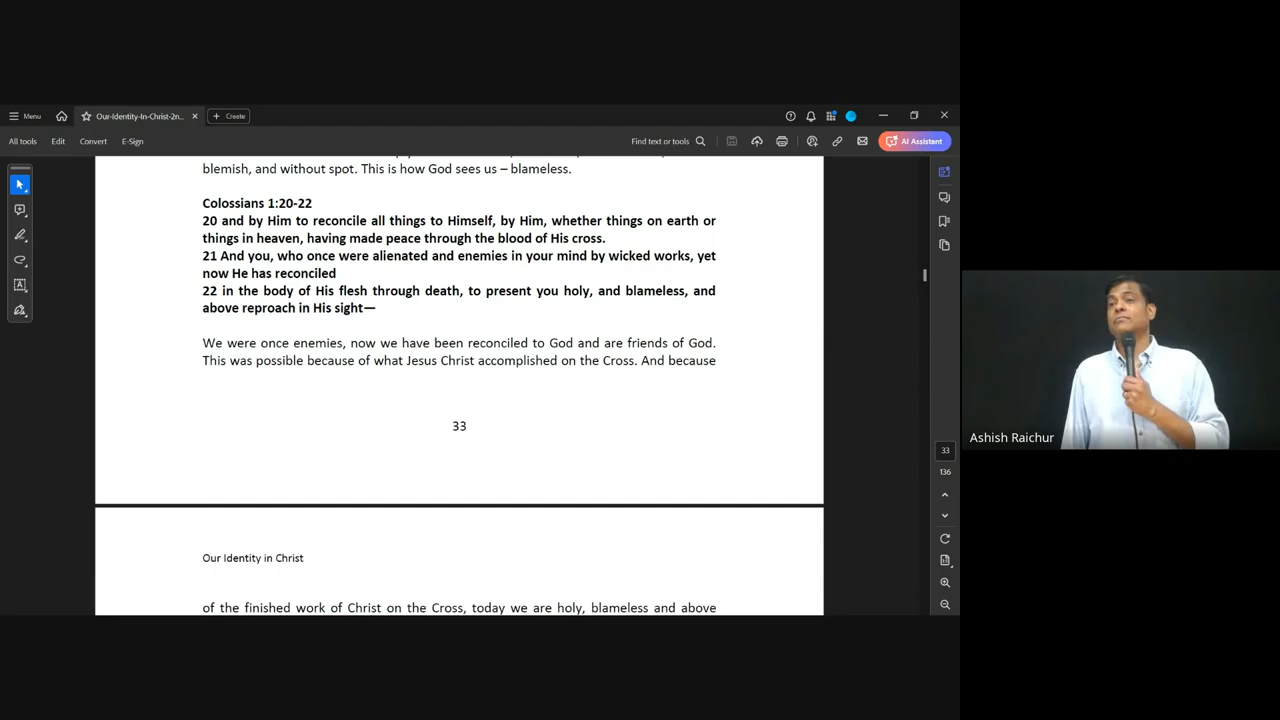 Menu
Our-Identity-In-Christ-2n...
Create
All tools
Edit
Convert
E-Sign
Find text or tools
AI Assistant
blemish, and without spot. This is how God sees us – blameless.
Colossians 1:20-22
20 and by Him to reconcile all things to Himself, by Him, whether things on earth or
things in heaven, having made peace through the blood of His cross.
21 And you, who once were alienated and enemies in your mind by wicked works, yet
now He has reconciled
22 in the body of His flesh through death, to present you holy, and blameless, and
above reproach in His sight—
We were once enemies, now we have been reconciled to God and are friends of God.
This was possible because of what Jesus Christ accomplished on the Cross. And because
33
Our Identity in Christ
of the finished work of Christ on the Cross, today we are holy, blameless and above
33
136
Ashish Raichur